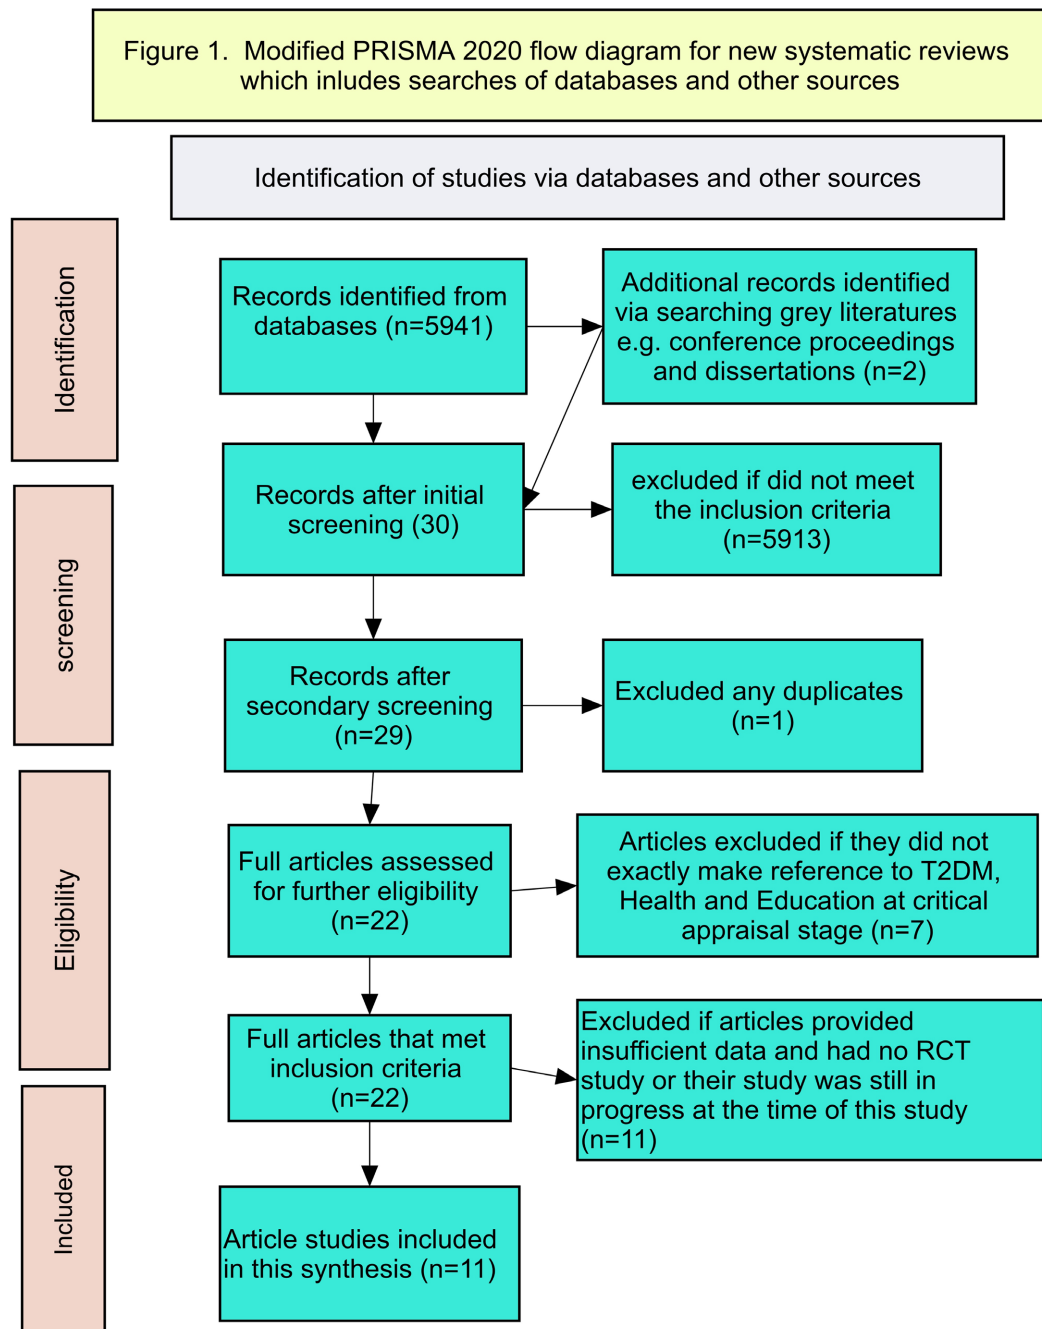 Figure 1.  Modified PRISMA 2020 flow diagram for new systematic reviews
which inludes searches of databases and other sources
Identification of studies via databases and other sources
Identification
Records identified from
databases (n=5941)
Additional records identified
via searching grey literatures
e.g. conference proceedings
and dissertations (n=2)
Records after initial
screening (30)
excluded if did not meet
the inclusion criteria
(n=5913)
screening
Records after
secondary screening
(n=29)
Excluded any duplicates
(n=1)
Eligibility
Full articles assessed
for further eligibility
(n=22)
Articles excluded if they did not
exactly make reference to T2DM,
Health and Education at critical
appraisal stage (n=7)
Full articles that met
inclusion criteria
(n=22)
Excluded if articles provided
insufficient data and had no RCT
study or their study was still in
progress at the time of this study
(n=11)
Included
Article studies included
in this synthesis (n=11)